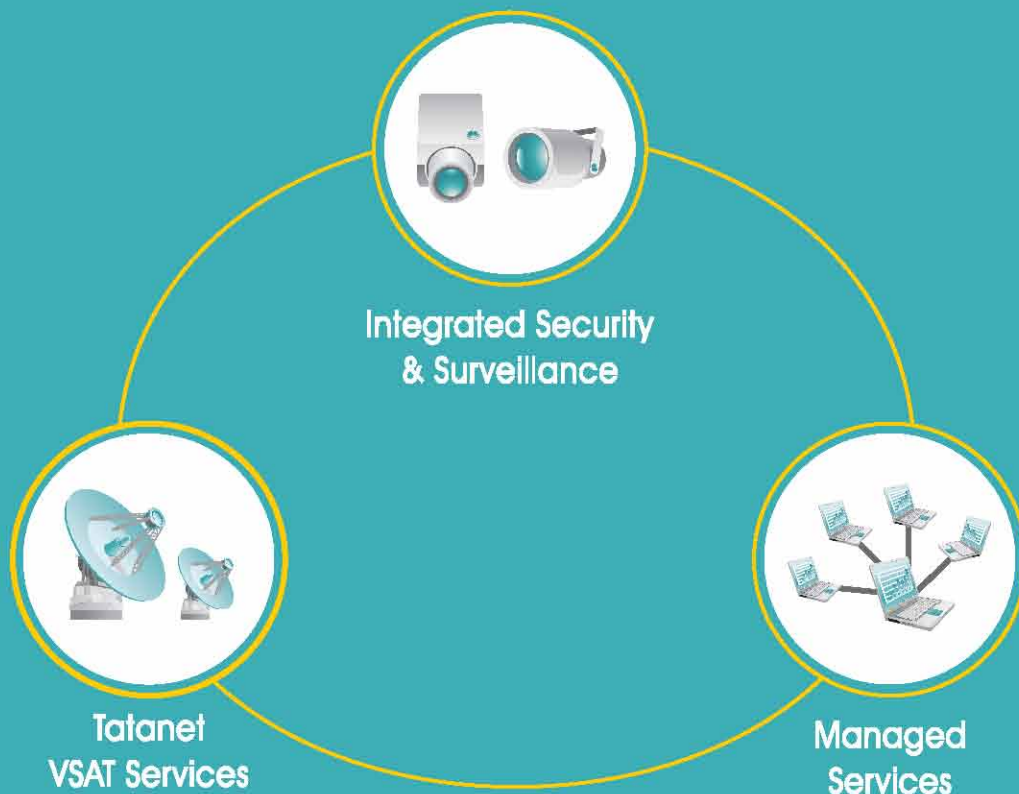 Integrated Security
& Surveillance
Tatanet
VSAT Services
Managed
Services